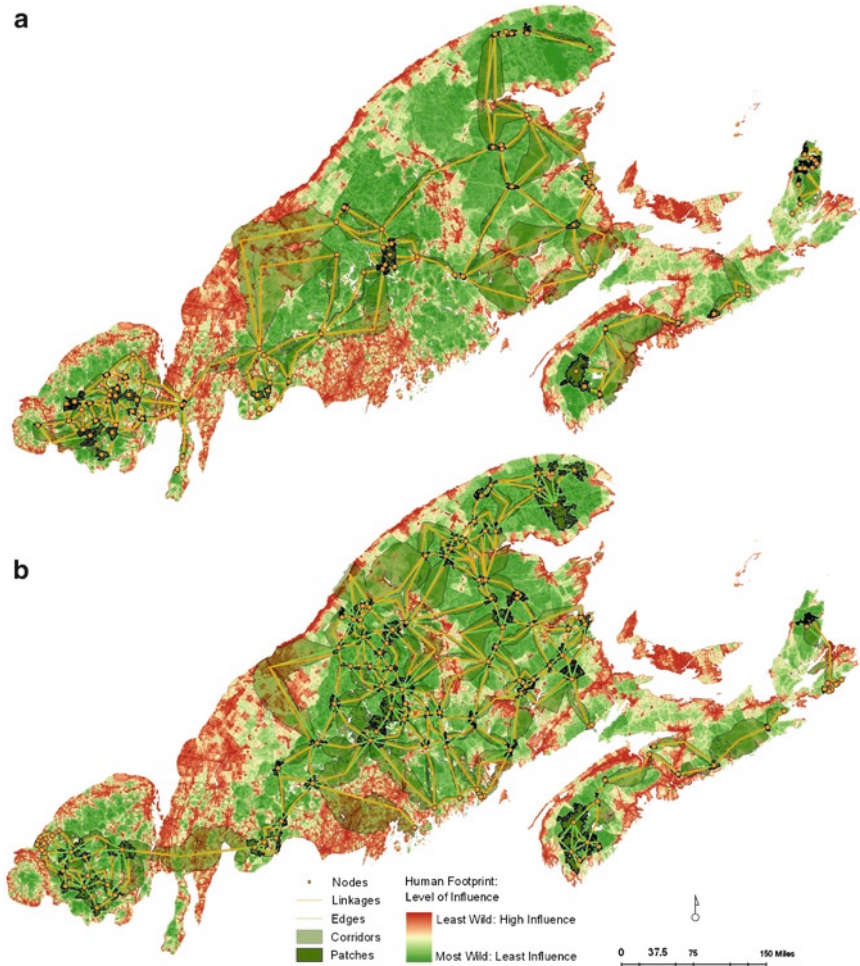 a
b
Nodes
Linkages
Edges
Corridors
Patches
Human Footprint:
Level of Influence
Least Wild: High Influence
Most Wild: Least Influence
0 37.5 75 150 Miles